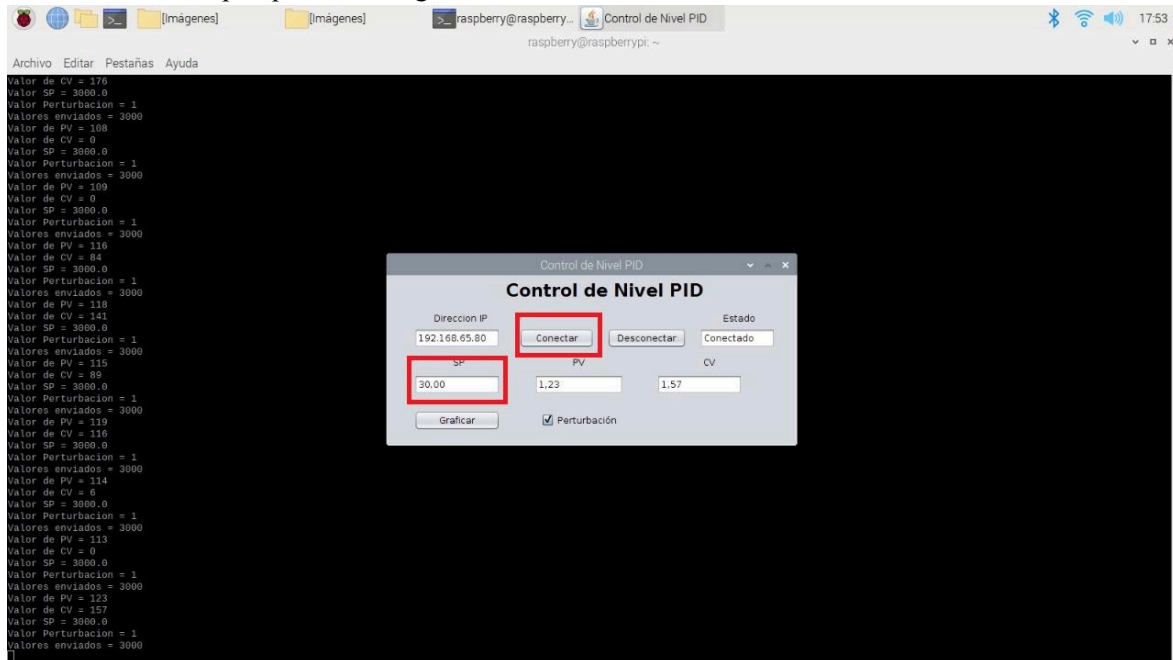 [Imágenes] [Imágenes] raspberry@raspberry... Control de Nivel PID 17:53
raspberry@raspberrypi: ~
Archivo Editar Pestañas Ayuda
Valor de CV = 176
Valor SP = 3000.0
Valor Perturbacion = 1
Valores enviados = 3000
Valor de PV = 108
Valor de CV = 0
Valor SP = 3000.0
Valor Perturbacion = 1
Valores enviados = 3000
Valor de PV = 109
Valor de CV = 0
Valor SP = 3000.0
Valor Perturbacion = 1
Valores enviados = 3000
Valor de PV = 116
Valor de CV = 84
Valor SP = 3000.0
Valor Perturbacion = 1
Valores enviados = 3000
Valor de PV = 118
Valor de CV = 141
Valor SP = 3000.0
Valor Perturbacion = 1
Valores enviados = 3000
Valor de PV = 115
Valor de CV = 89
Valor SP = 3000.0
Valor Perturbacion = 1
Valores enviados = 3000
Valor de PV = 119
Valor de CV = 116
Valor SP = 3000.0
Valor Perturbacion = 1
Valores enviados = 3000
Valor de PV = 114
Valor de CV = 6
Valor SP = 3000.0
Valor Perturbacion = 1
Valores enviados = 3000
Valor de PV = 113
Valor de CV = 0
Valor SP = 3000.0
Valor Perturbacion = 1
Valores enviados = 3000
Valor de PV = 123
Valor de CV = 157
Valor SP = 3000.0
Valor Perturbacion = 1
Valores enviados = 3000
Control de Nivel PID
Control de Nivel PID
Direccion IP Estado
192.168.65.80 Conectar Desconectar Conectado
SP PV CV
30,00 1,23 1,57
Graficar Perturbación